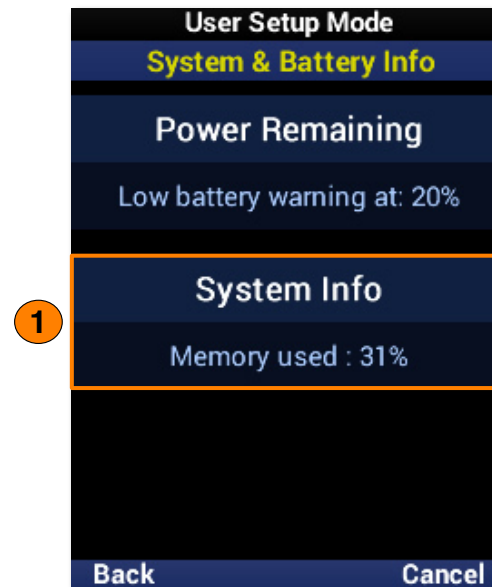 User Setup Mode
System & Battery Info
Power Remaining
Low battery warning at: 20%
1
System Info
Memory used : 31%
Back Cancel